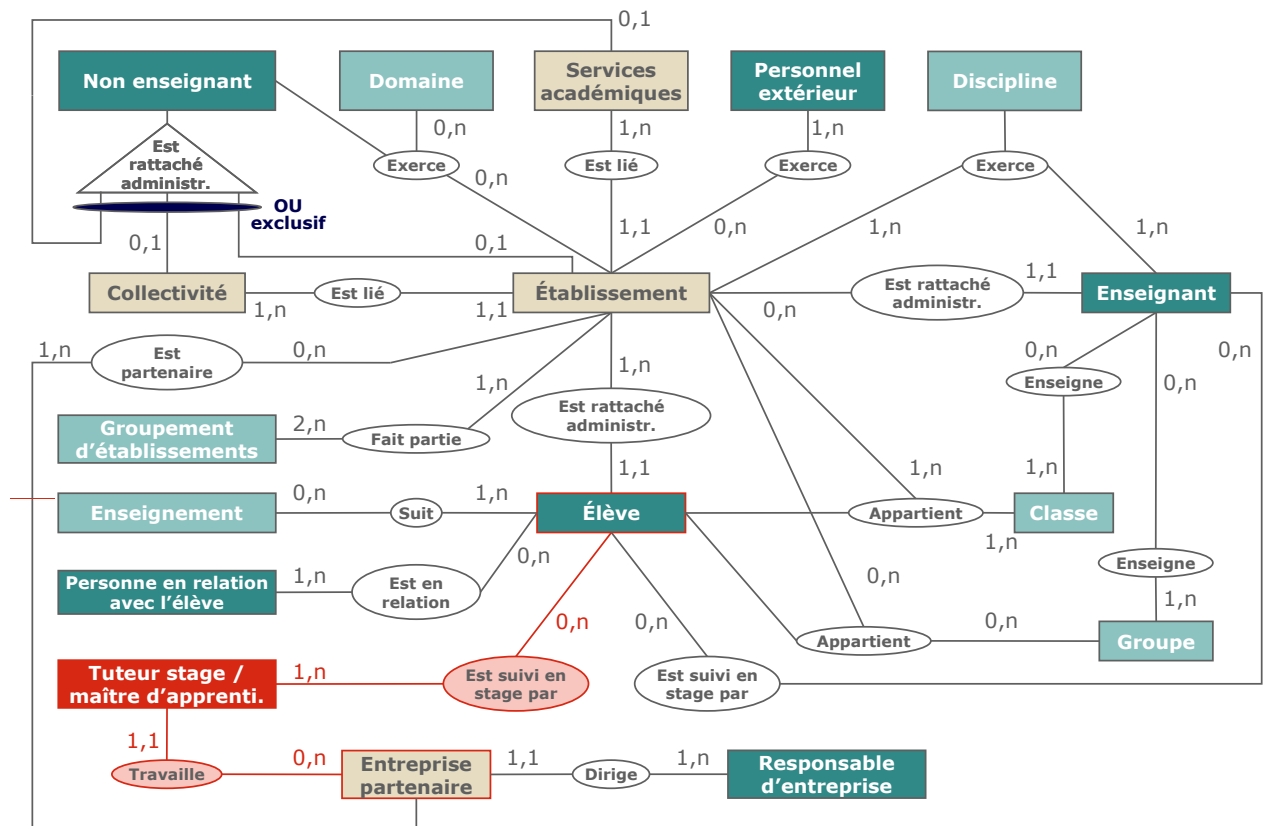 0,1
Non enseignant
Domaine
Services
académiques
Personnel
extérieur
Discipline
0,n
1,n
1,n
Est
rattaché
administr.
Exerce
Est lié
Exerce
Exerce
0,n
OU
exclusif
0,1
0,1
1,1
0,n
1,n
1,n
Collectivité
1,n
Est lié
1,1
Établissement
0,n
Est rattaché
administr.
1,1
Enseignant
1,n
Est
partenaire
0,n
1,n
1,n
0,n
Enseigne
0,n
0,n
Groupement
d'établissements
2,n
Fait partie
Est rattaché
administr.
1,1
1,n
1,n
Enseignement
0,n
Suit
1,n
Élève
Appartient
1,n
Classe
Personne en relation
avec l'élève
1,n
Est en
relation
0,n
0,n
Enseigne
1,n
0,n
0,n
Appartient
0,n
Groupe
Tuteur stage /
maître d'apprenti.
1,n
Est suivi en
stage par
Est suivi en
stage par
1,1
Travaille
0,n
Entreprise
partenaire
1,1
Dirige
1,n
Responsable
d'entreprise